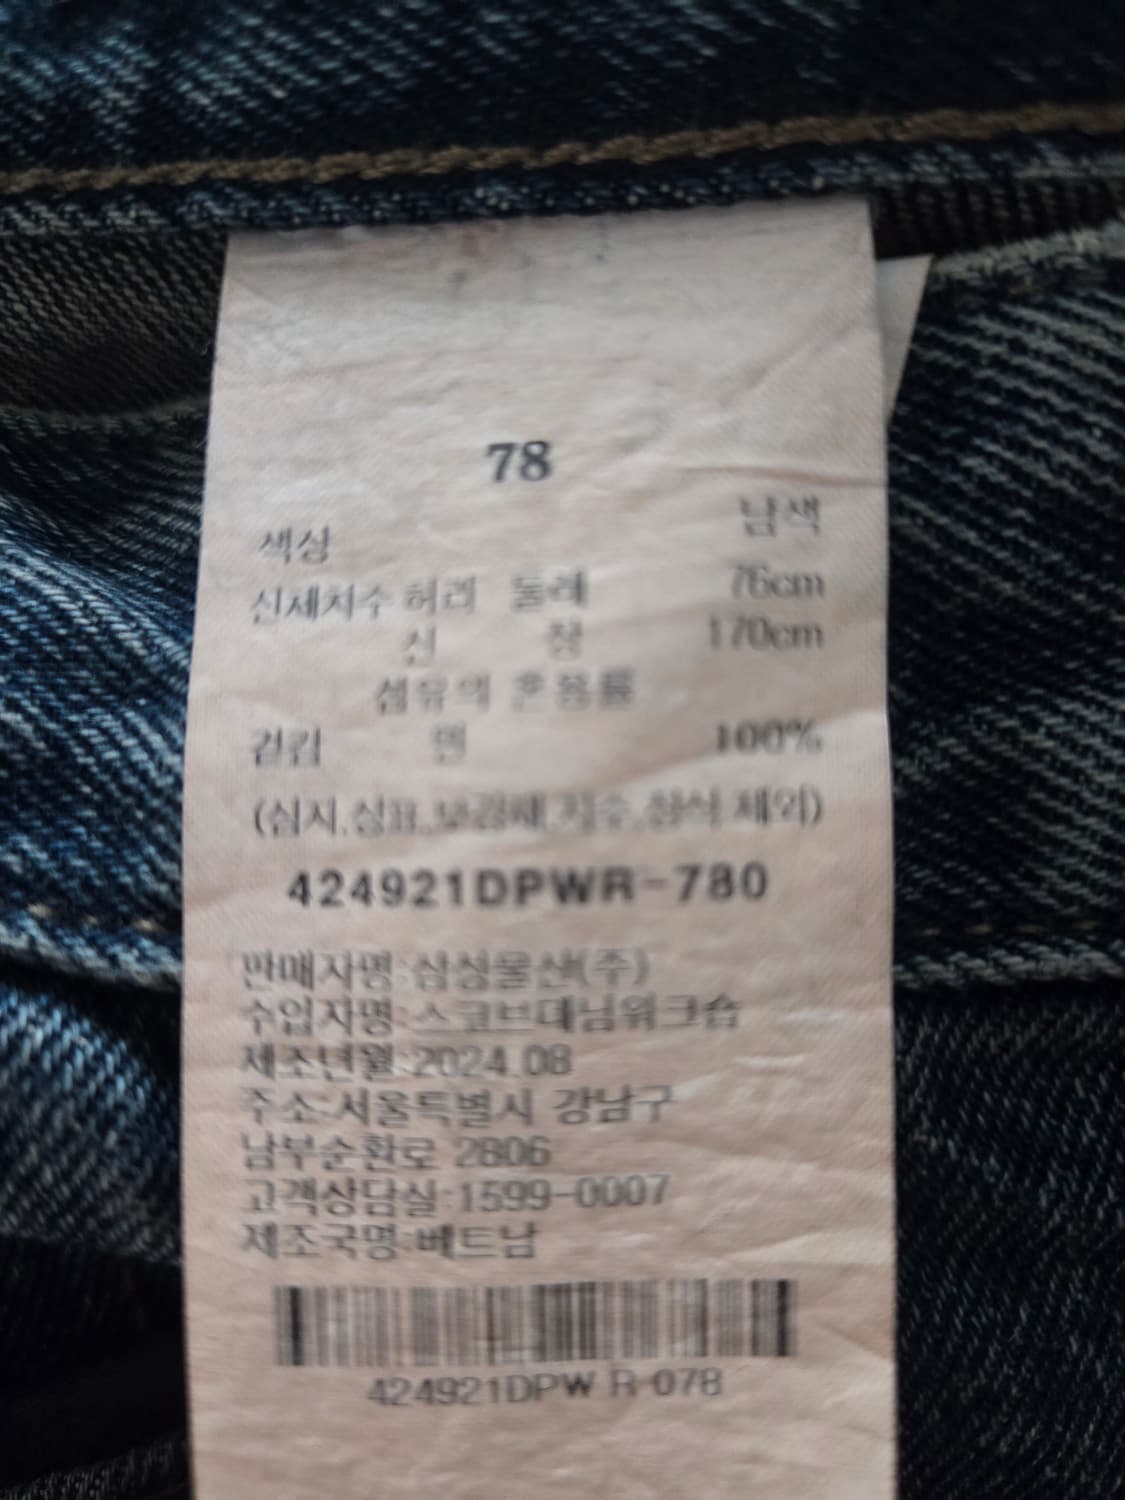 78
색상 남색
신체치수 허리 둘레 76cm
신 장 170cm
섬유의 혼용률
겉감 면 100%
(심지,상표,보강재,자수,장식 제외)
424921DPWR-780
판매자명:삼성물산(주)
수입자명:스코브데님워크숍
제조년월:2024.08
주소:서울특별시 강남구
남부순환로 2806
고객상담실:1599-0007
제조국명:베트남
424921DPW R 078